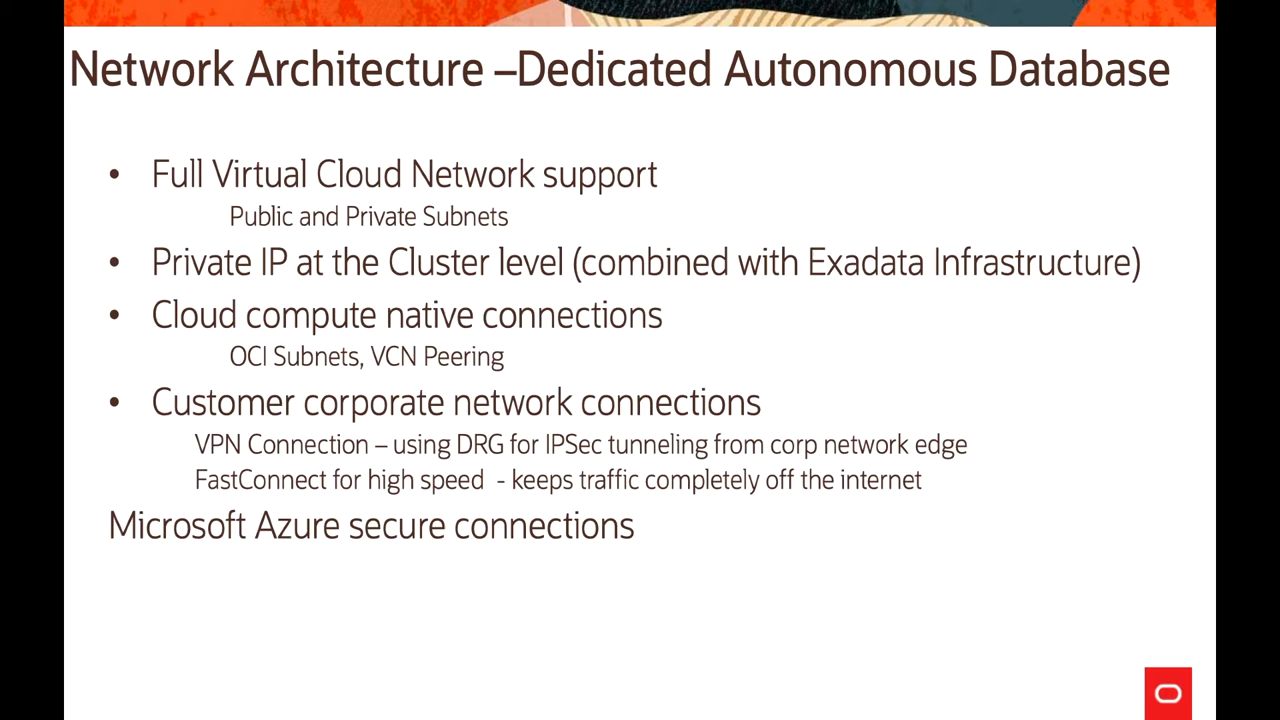 Network Architecture –Dedicated Autonomous Database
• Full Virtual Cloud Network support
Public and Private Subnets
• Private IP at the Cluster level (combined with Exadata Infrastructure)
• Cloud compute native connections
OCI Subnets, VCN Peering
• Customer corporate network connections
VPN Connection – using DRG for IPSec tunneling from corp network edge
FastConnect for high speed - keeps traffic completely off the internet
Microsoft Azure secure connections